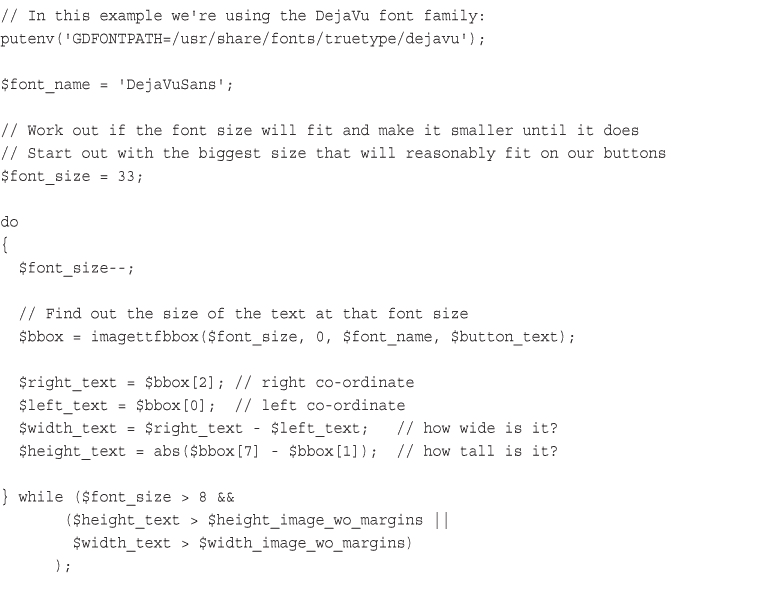 // In this example we're using the DejaVu font family:
putenv('GDFONTPATH=/usr/share/fonts/truetype/dejavu');

$font_name = 'DejaVuSans';

// Work out if the font size will fit and make it smaller until it does
// Start out with the biggest size that will reasonably fit on our buttons
$font_size = 33;

do
{
  $font_size--;

  // Find out the size of the text at that font size
  $bbox = imagettfbbox($font_size, 0, $font_name, $button_text);

  $right_text = $bbox[2]; // right co-ordinate
  $left_text = $bbox[0];  // left co-ordinate
  $width_text = $right_text - $left_text;   // how wide is it?
  $height_text = abs($bbox[7] - $bbox[1]);  // how tall is it?

} while ($font_size > 8 &&
       ($height_text > $height_image_wo_margins ||
        $width_text > $width_image_wo_margins)
      );